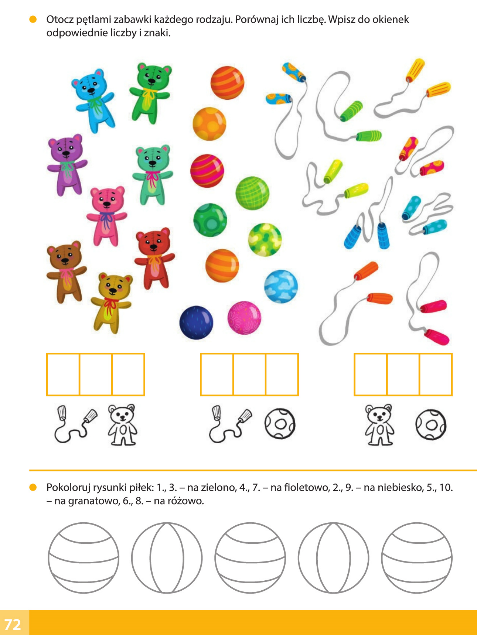 Otocz pętlami zabawki każdego rodzaju. Porównaj ich liczbę. Wpisz do okienek
odpowiednie liczby i znaki.
Pokoloruj rysunki piłek: 1., 3. – na zielono, 4., 7. – na fioletowo, 2., 9. – na niebiesko, 5., 10.
– na granatowo, 6., 8. – na różowo.
72